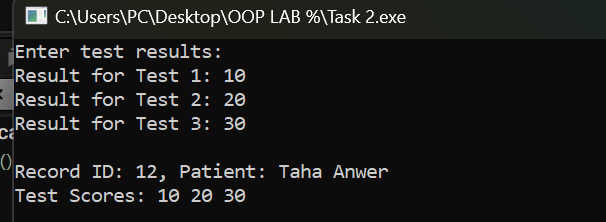 C:\Users\PC\Desktop\OOP LAB %\Task 2.exe
Enter test results:
Result for Test 1: 10
Result for Test 2: 20
Result for Test 3: 30
Record ID: 12, Patient: Taha Anwer
Test Scores: 10 20 30